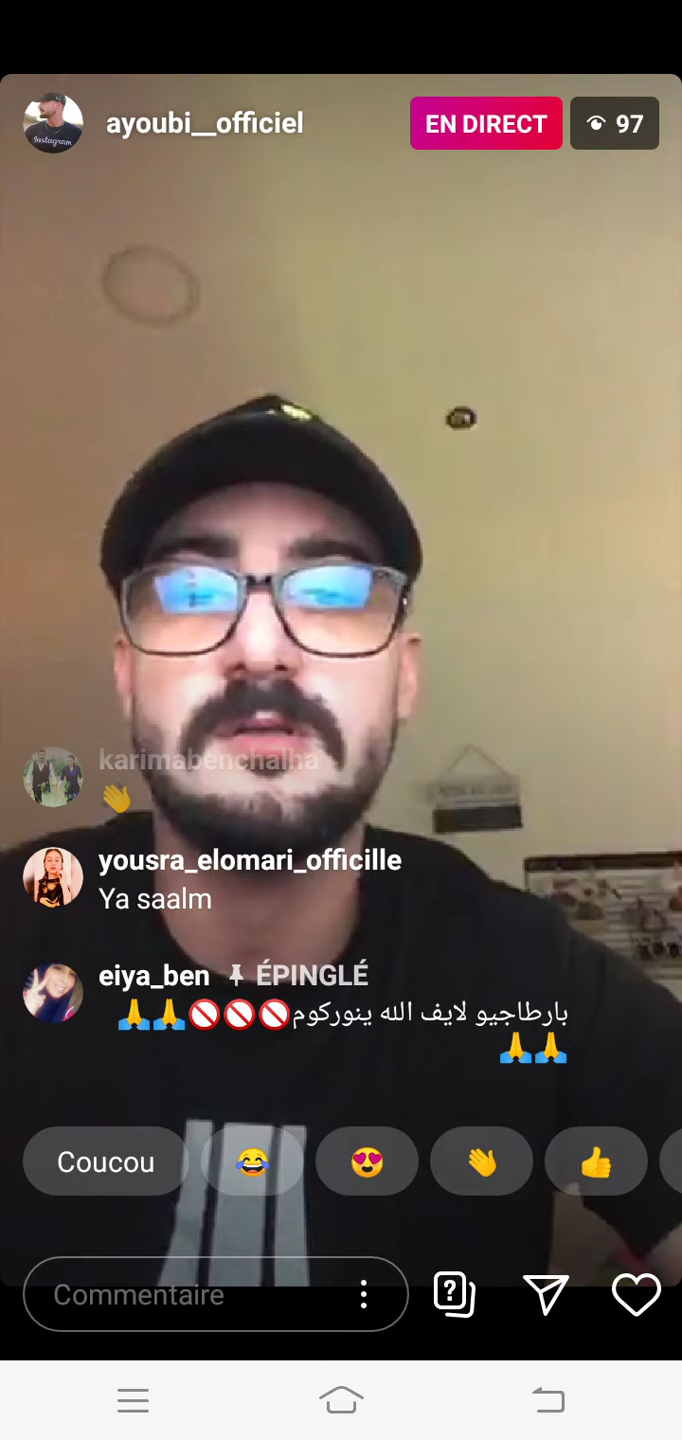 ayoubi__officiel
EN DIRECT
97
karimabenchalha
👋
yousra_elomari_officille
Ya saalm
eiya_ben ÉPINGLÉ
بارطاجيو لايف الله ينوركوم🚫🚫🚫🙏🙏
🙏🙏
Coucou 😂 😍 👋 👍
Commentaire